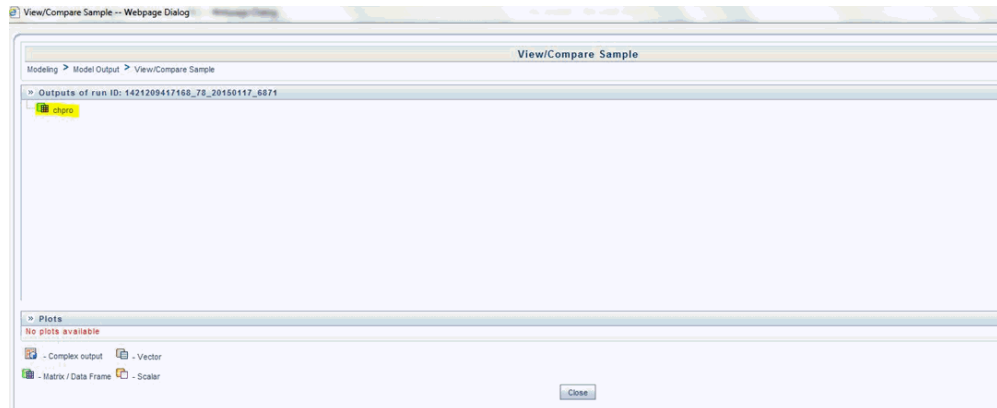 View/Compare Sample -- Webpage Dialog
View/Compare Sample
Modeling > Model Output > View/Compare Sample
» Outputs of run ID: 1421209417168_78_20150117_6871
chpro
» Plots
No plots available
- Complex output - Vector
- Matrix / Data Frame - Scalar
Close